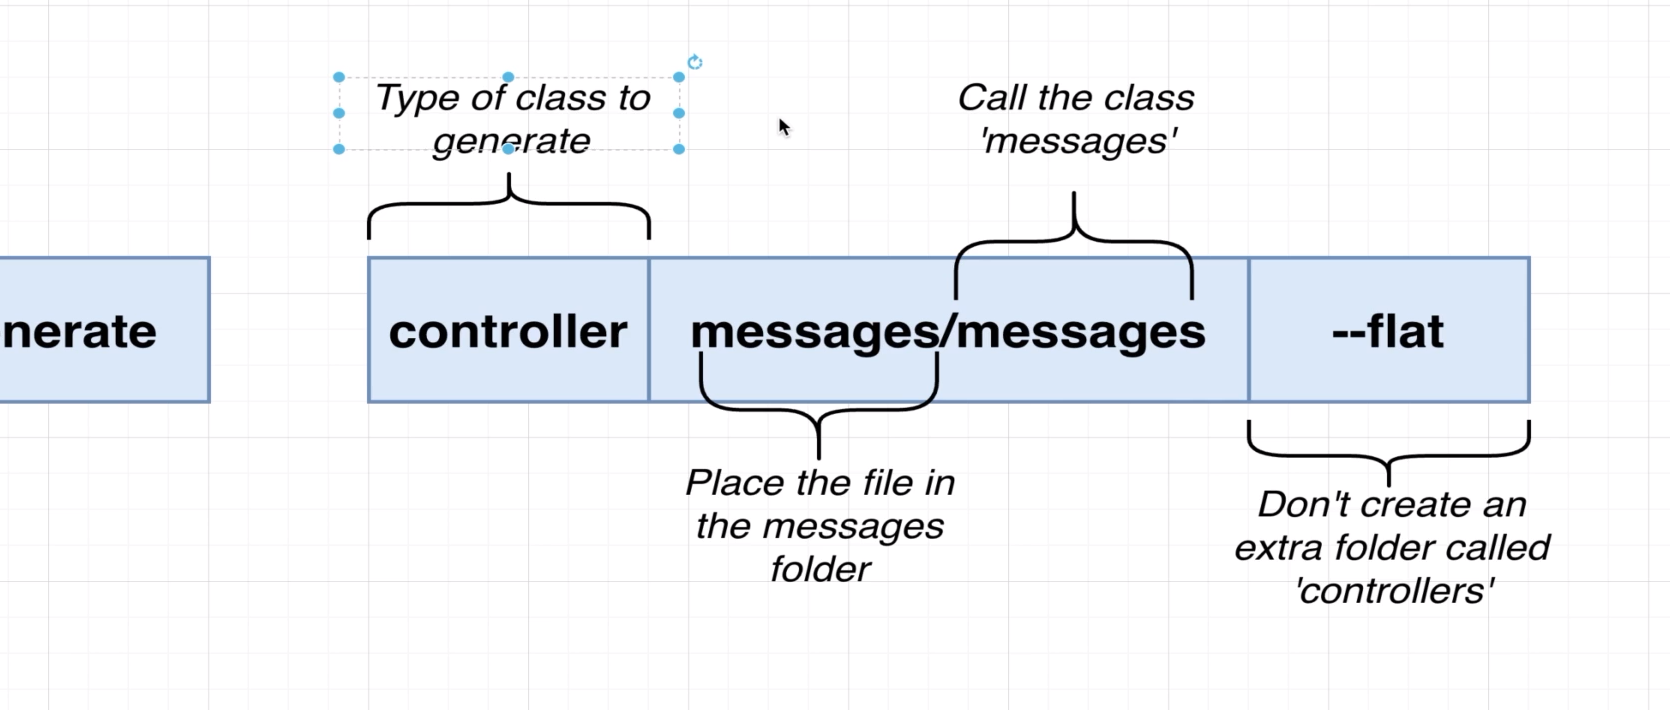 Type of class to
generate
Call the class
'messages'
nerate
controller
messages/messages
--flat
Place the file in
the messages
folder
Don't create an
extra folder called
'controllers'